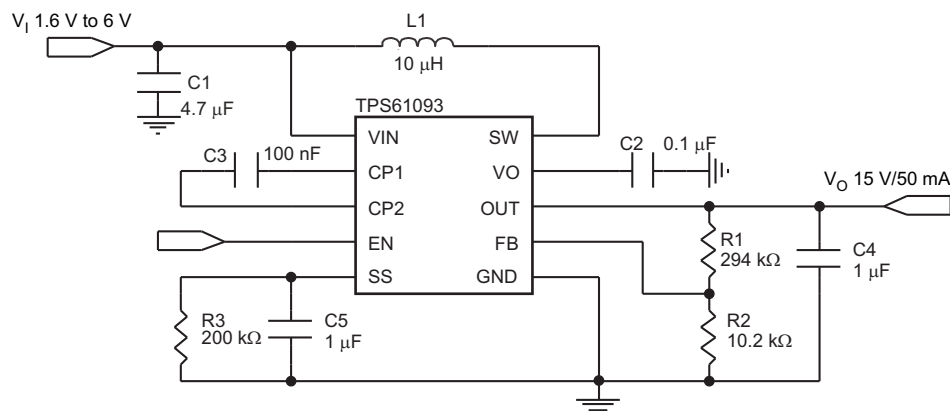 V_I 1.6 V to 6 V
L1
10 μH
C1
4.7 μF
TPS61093
VIN
SW
C3
100 nF
CP1
VO
C2
0.1 μF
CP2
OUT
V_O 15 V/50 mA
EN
FB
R1
294 kΩ
C4
1 μF
SS
GND
R3
200 kΩ
C5
1 μF
R2
10.2 kΩ